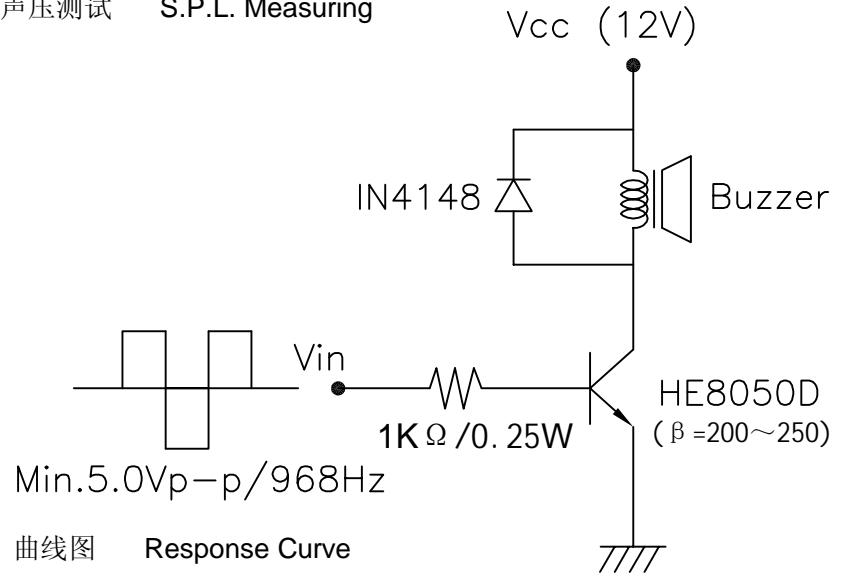 声压测试 S.P.L. Measuring
Vcc (12V)
IN4148
Buzzer
Vin
HE8050D
1KΩ/0.25W
(β=200～250)
Min.5.0Vp-p/968Hz
曲线图 Response Curve